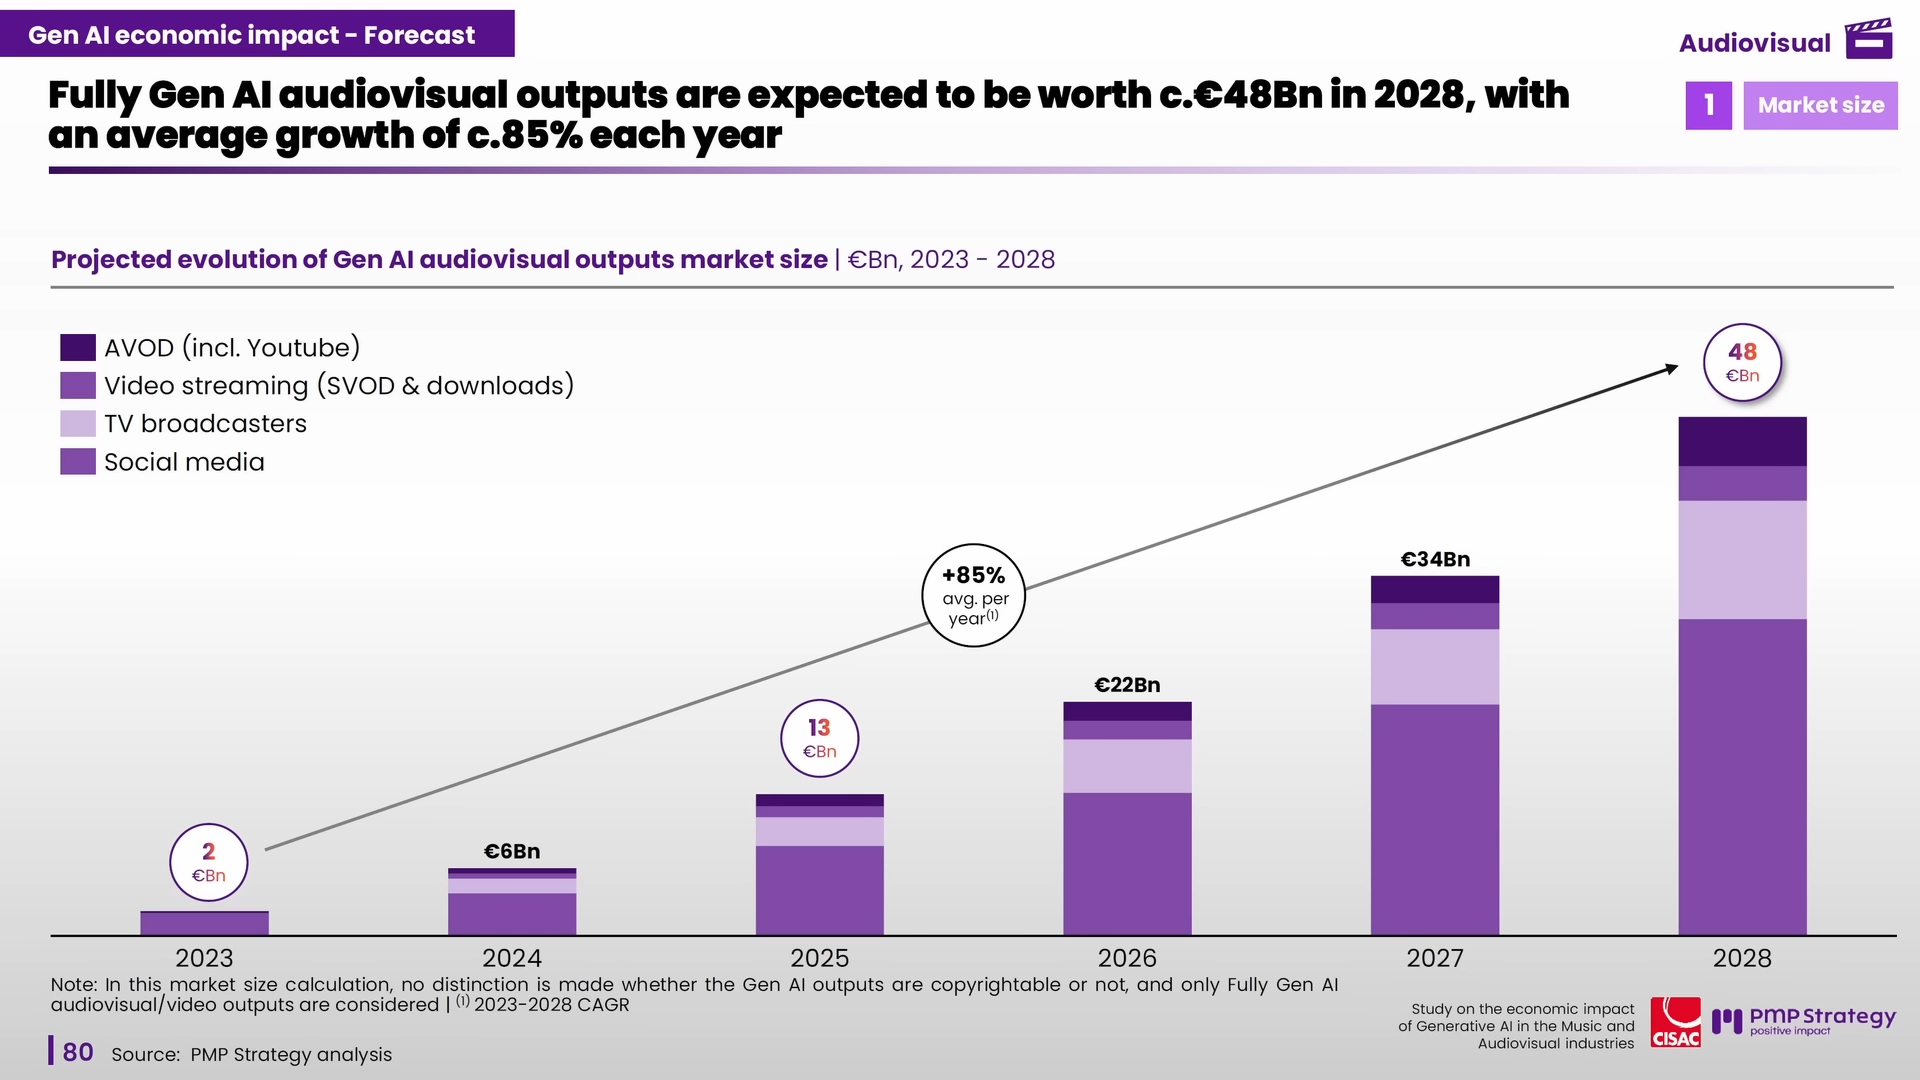 Gen AI economic impact - Forecast
Audiovisual
Fully Gen AI audiovisual outputs are expected to be worth c.€48Bn in 2028, with
an average growth of c.85% each year
1
Market size
Projected evolution of Gen AI audiovisual outputs market size | €Bn, 2023 - 2028
AVOD (incl. Youtube)
Video streaming (SVOD & downloads)
TV broadcasters
Social media
48
€Bn
+85%
avg. per
year(1)
€34Bn
€22Bn
13
€Bn
€6Bn
2
€Bn
2023
2024
2025
2026
2027
2028
Note: In this market size calculation, no distinction is made whether the Gen AI outputs are copyrightable or not, and only Fully Gen AI
audiovisual/video outputs are considered | (1) 2023-2028 CAGR
80
Source: PMP Strategy analysis
Study on the economic impact
of Generative AI in the Music and
Audiovisual industries
CISAC
PMP Strategy
positive impact